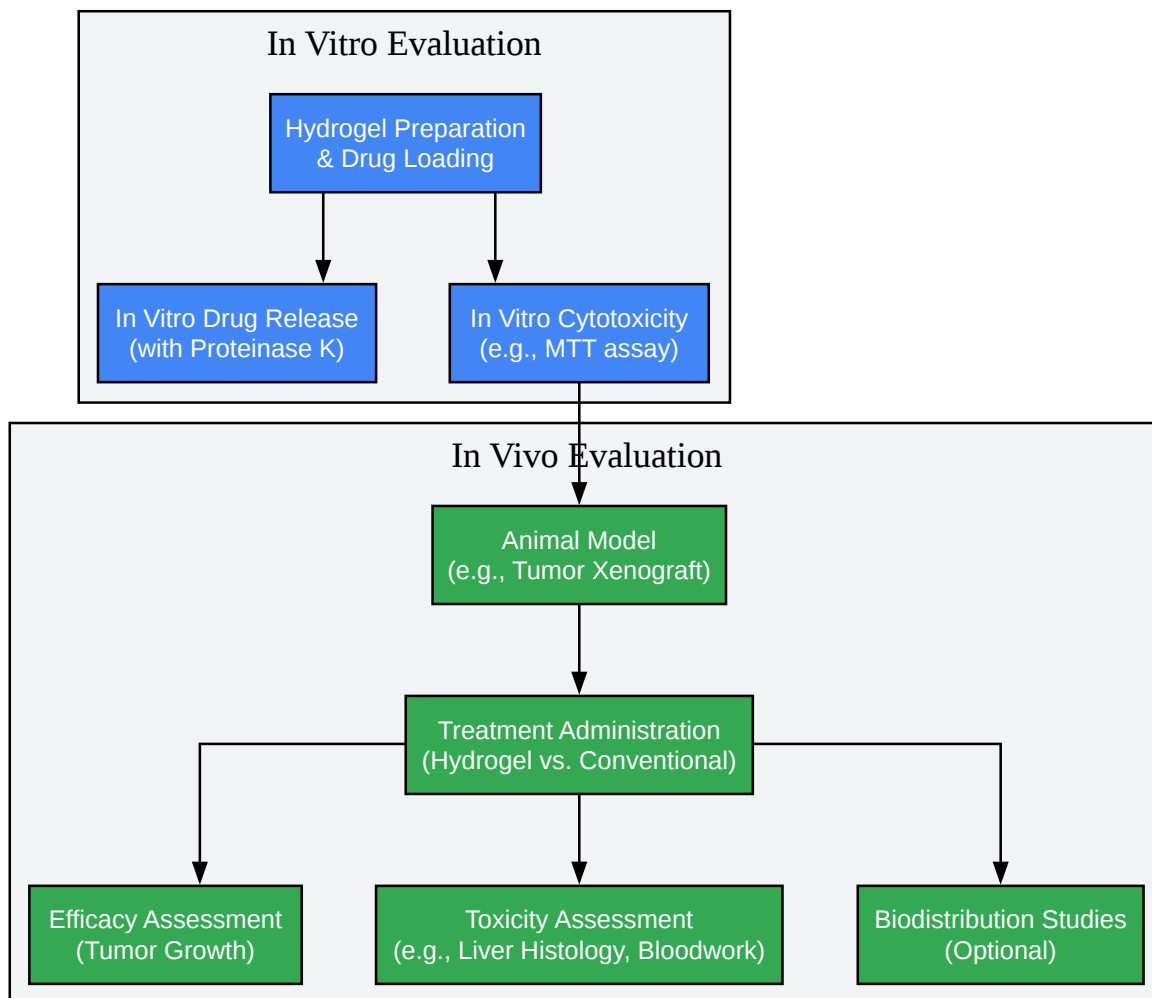 In Vitro Evaluation
Hydrogel Preparation
& Drug Loading
In Vitro Drug Release
(with Proteinase K)
In Vitro Cytotoxicity
(e.g., MTT assay)
In Vivo Evaluation
Animal Model
(e.g., Tumor Xenograft)
Treatment Administration
(Hydrogel vs. Conventional)
Efficacy Assessment
(Tumor Growth)
Toxicity Assessment
(e.g., Liver Histology, Bloodwork)
Biodistribution Studies
(Optional)